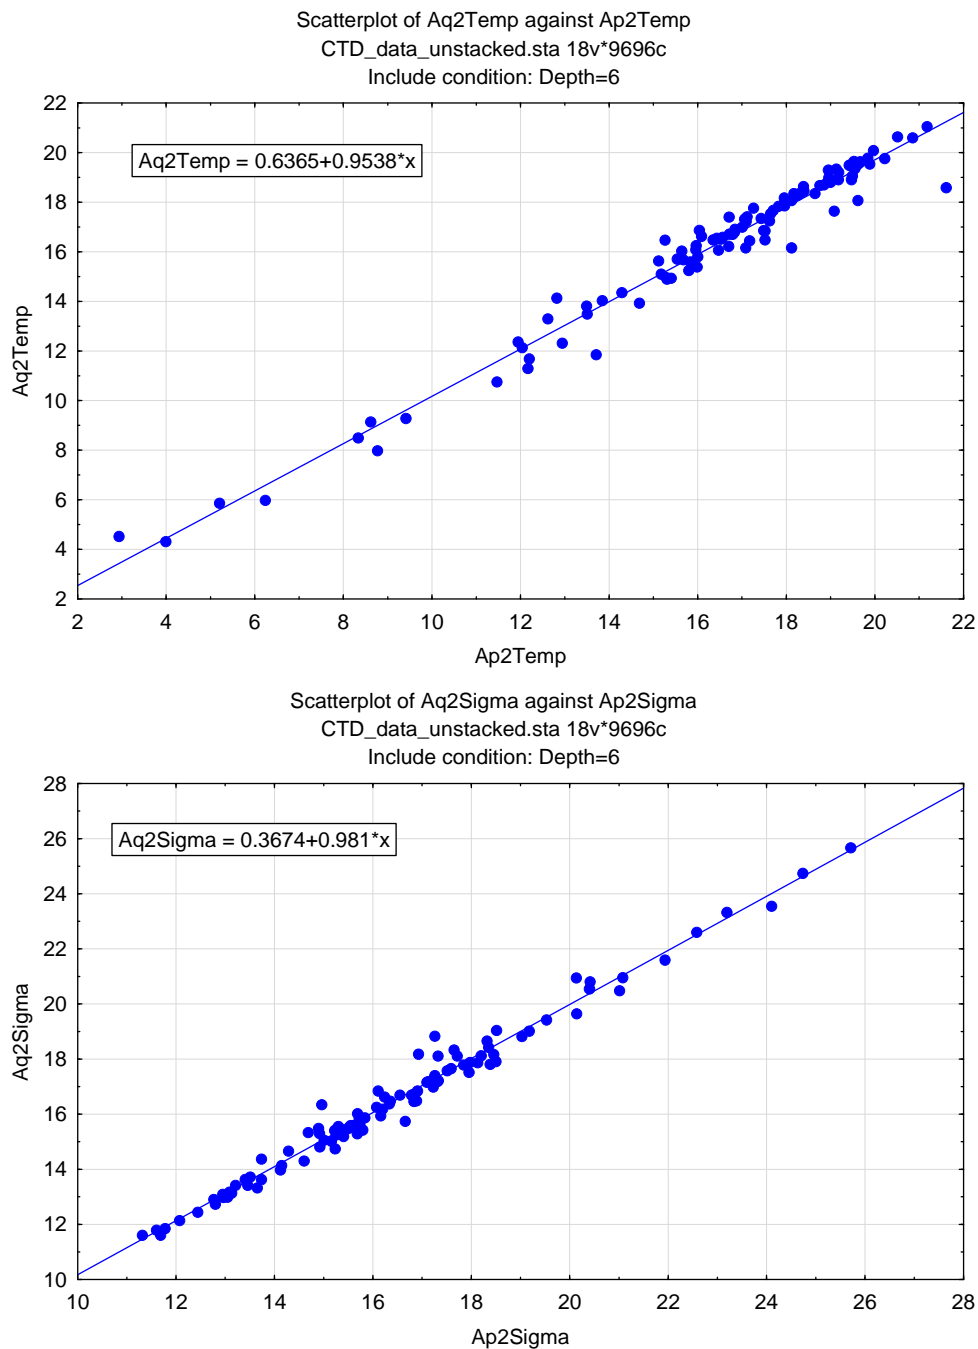 Scatterplot of Aq2Temp against Ap2Temp
CTD_data_unstacked.sta 18v*9696c
Include condition: Depth=6
22
20
18
16
14
12
10
8
6
4
2
Aq2Temp
Aq2Temp = 0.6365+0.9538*x
2 4 6 8 10 12 14 16 18 20 22
Ap2Temp
Scatterplot of Aq2Sigma against Ap2Sigma
CTD_data_unstacked.sta 18v*9696c
Include condition: Depth=6
28
26
24
22
20
18
16
14
12
10
Aq2Sigma
Aq2Sigma = 0.3674+0.981*x
10 12 14 16 18 20 22 24 26 28
Ap2Sigma